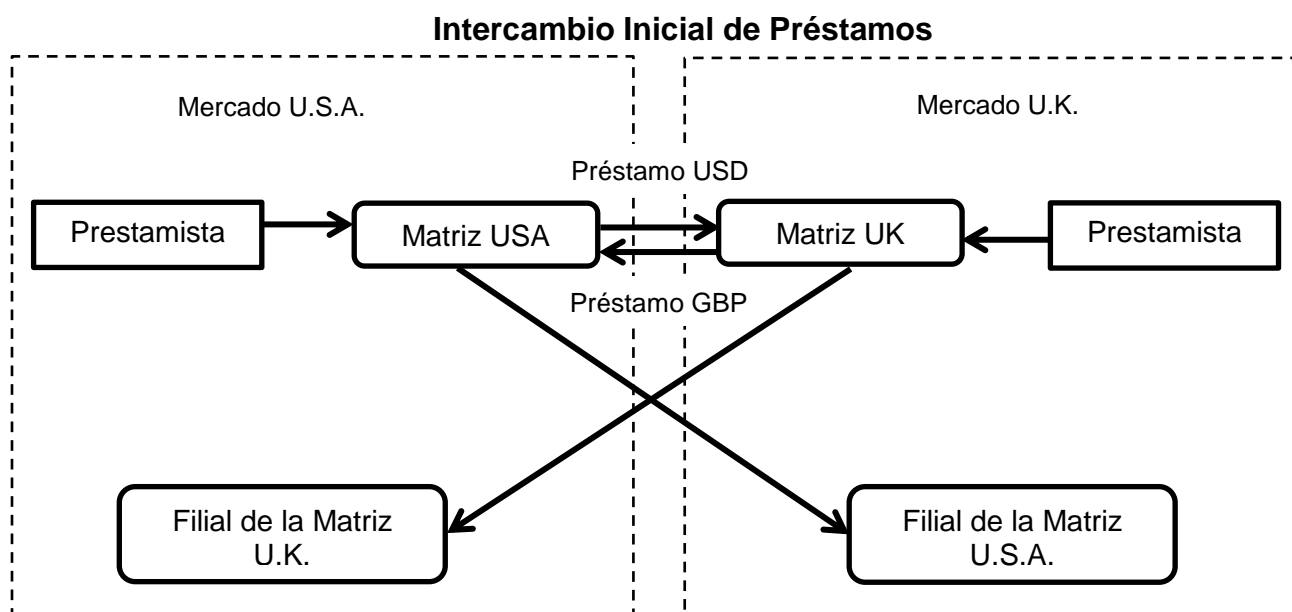 Intercambio Inicial de Préstamos
Mercado U.S.A.
Mercado U.K.
Préstamo USD
Prestamista
Matriz USA
Matriz UK
Prestamista
Préstamo GBP
Filial de la Matriz
U.K.
Filial de la Matriz
U.S.A.